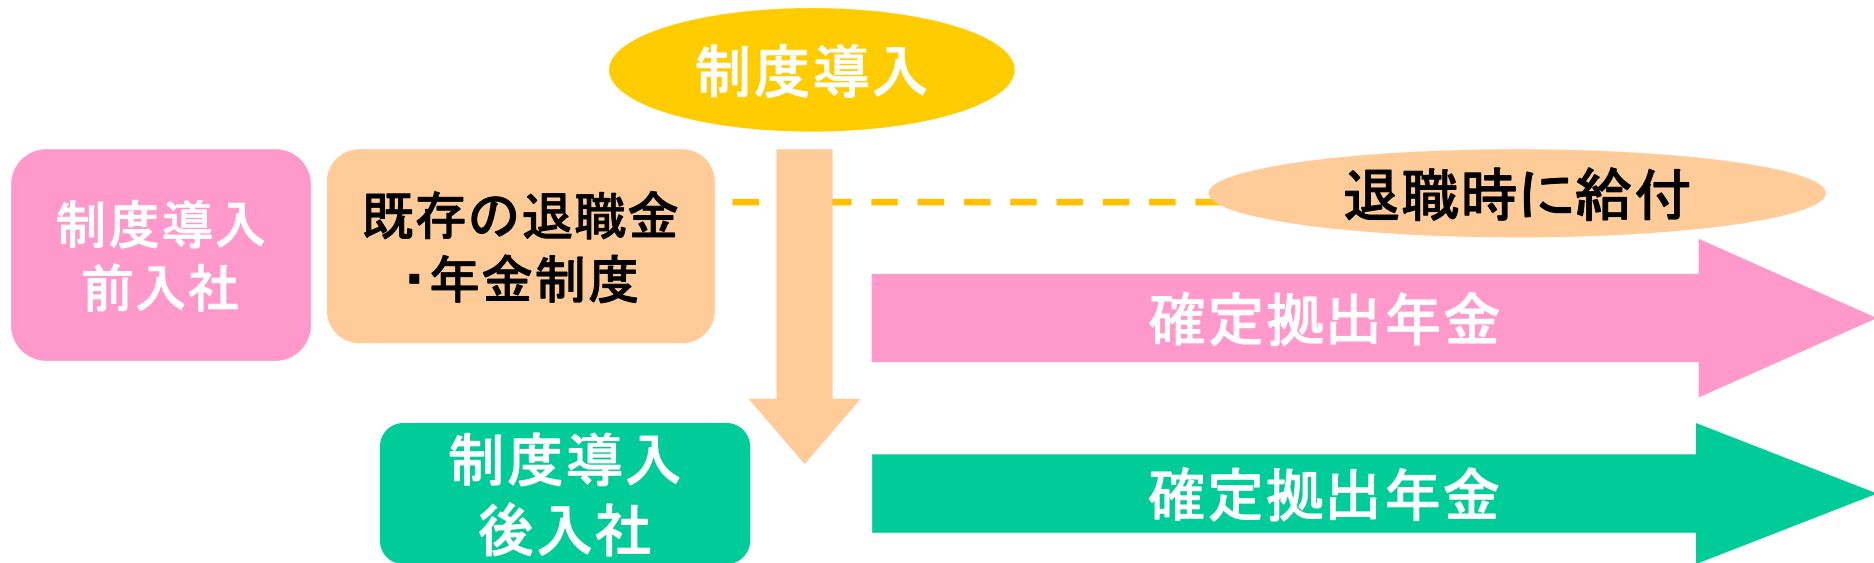 制度導入
制度導入
前入社
既存の退職金
・年金制度
退職時に給付
確定拠出年金
制度導入
後入社
確定拠出年金